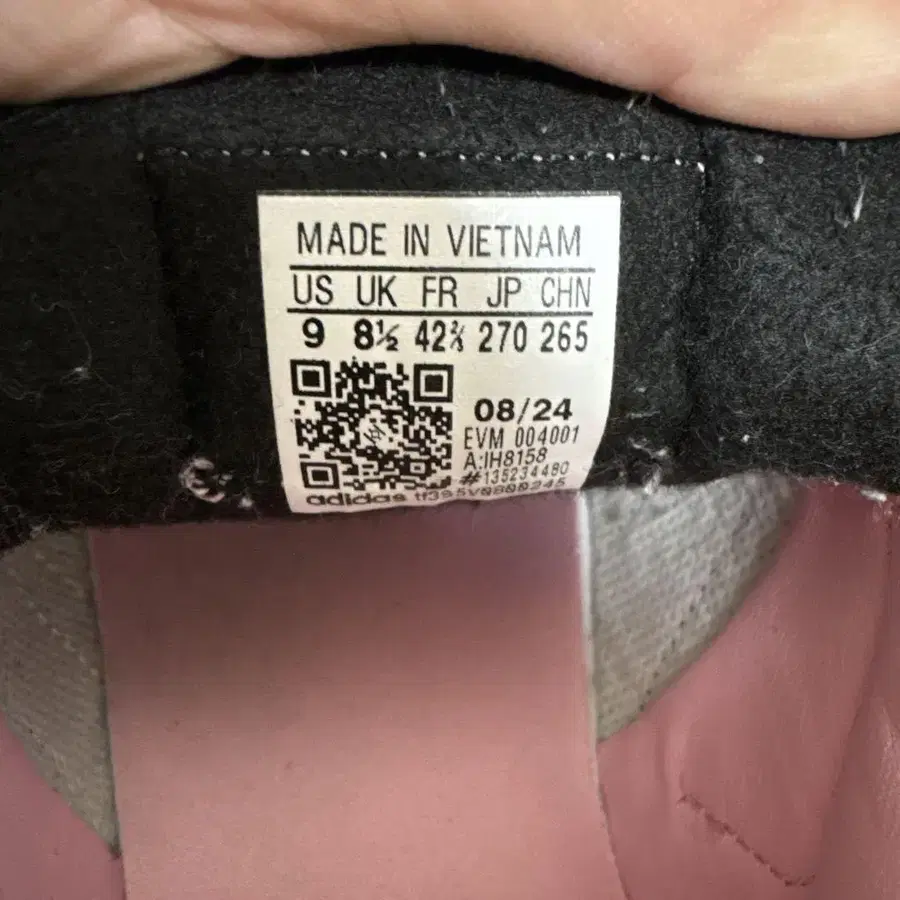 MADE IN VIETNAM
US UK FR JP CHN
9 8½ 42⅔ 270 265
08/24
EVM 004001
A:IH8158
#135234480
adidas tf395v0800245